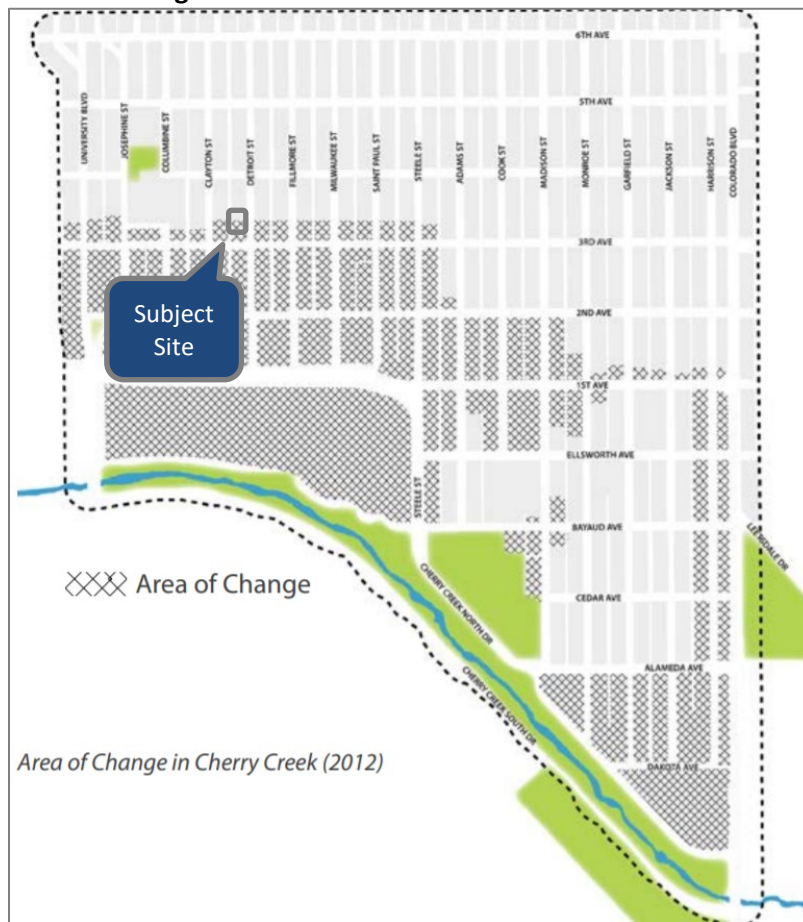 6TH AVE
5TH AVE
UNIVERSITY BLVD
JOSEPHINE ST
COLUMBINE ST
CLAYTON ST
DETROIT ST
FILLMORE ST
MILWAUKEE ST
SAINT PAUL ST
STEELE ST
ADAMS ST
COOK ST
MADISON ST
MONROE ST
GARFIELD ST
JACKSON ST
HARRISON ST
COLORADO BLVD
3RD AVE
Subject
Site
2ND AVE
1ST AVE
ELLSWORTH AVE
STEELE ST
BAYAUD AVE
LEETSDALE DR
Area of Change
CHERRY CREEK NORTH DR
CEDAR AVE
ALAMEDA AVE
CHERRY CREEK SOUTH DR
Area of Change in Cherry Creek (2012)
DAKOTA AVE